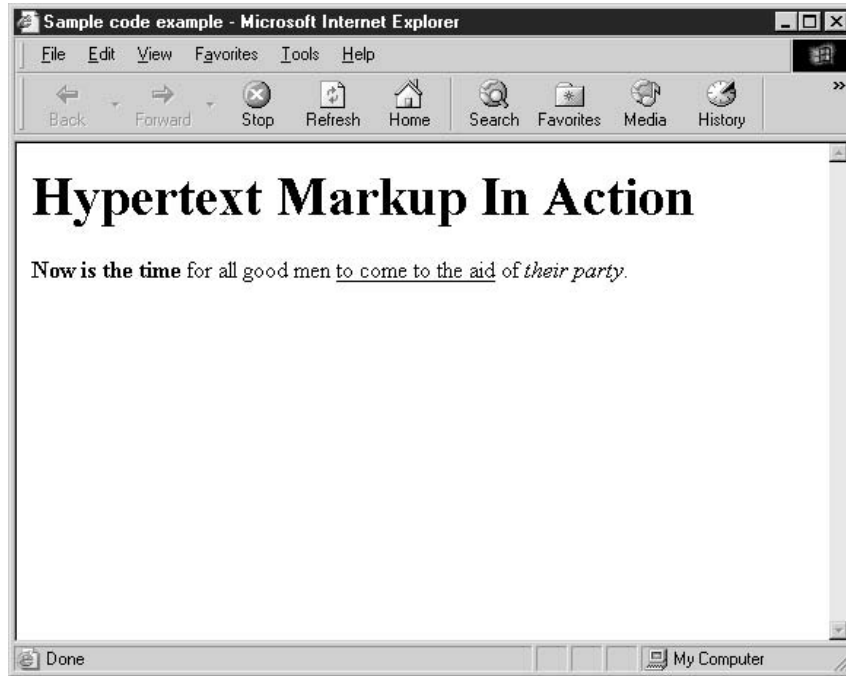 Sample code example - Microsoft Internet Explorer
File Edit View Favorites Tools Help
Back Forward Stop Refresh Home Search Favorites Media History »
Hypertext Markup In Action
Now is the time for all good men to come to the aid of their party.
Done My Computer